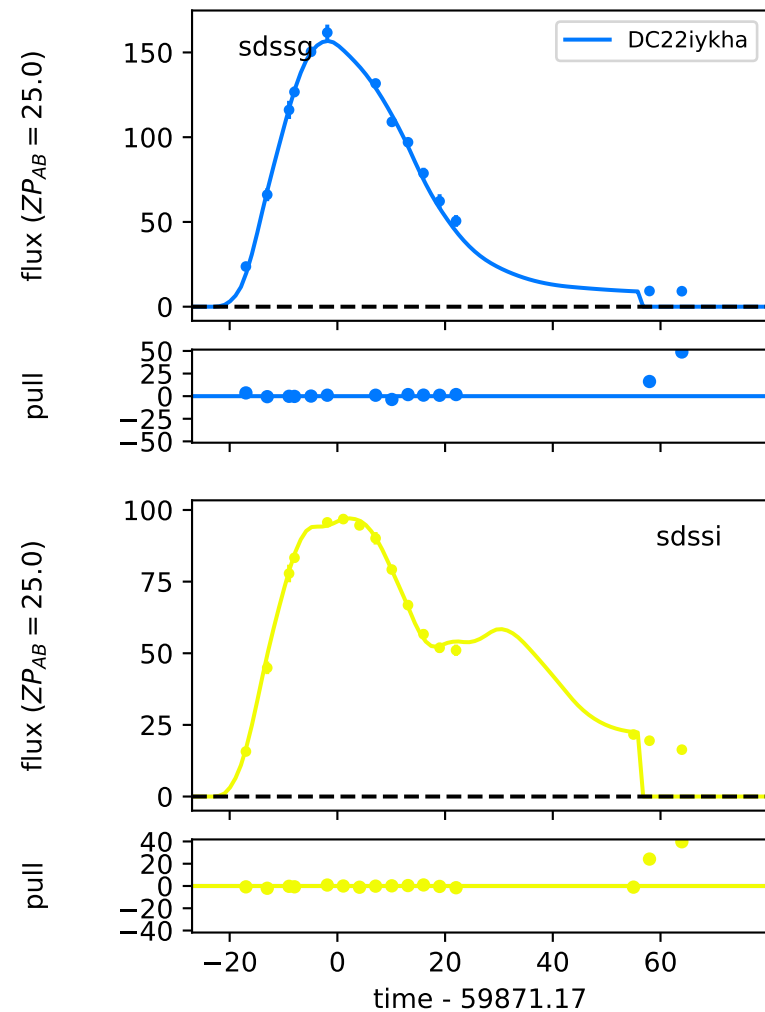 sdssg
DC22iykha
flux (ZP_AB = 25.0)
150
100
50
0
pull
50
25
0
−25
−50
sdssi
flux (ZP_AB = 25.0)
100
75
50
25
0
pull
40
20
0
−20
−40
−20 0 20 40 60
time - 59871.17